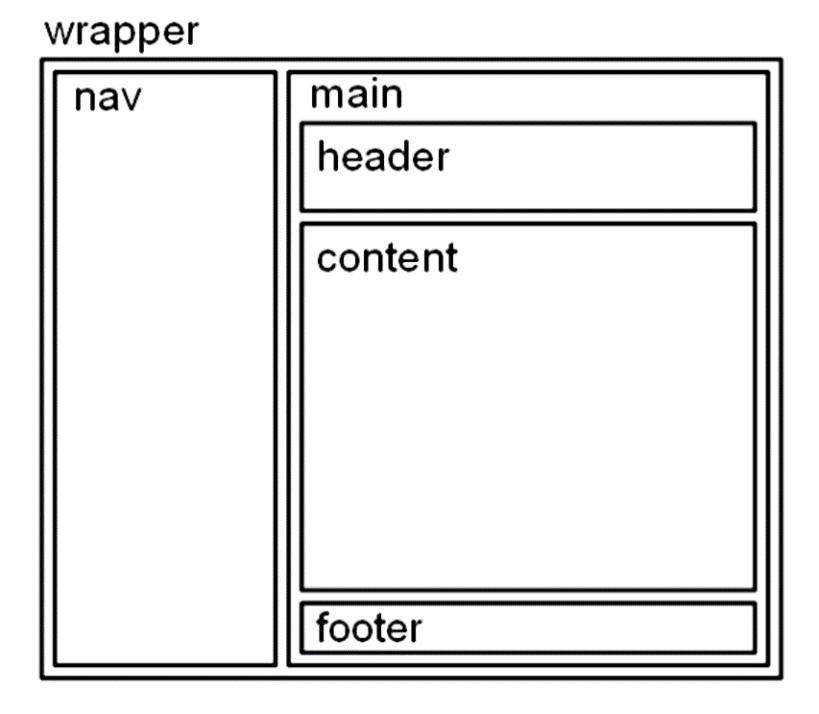 wrapper
nav
main
header
content
footer